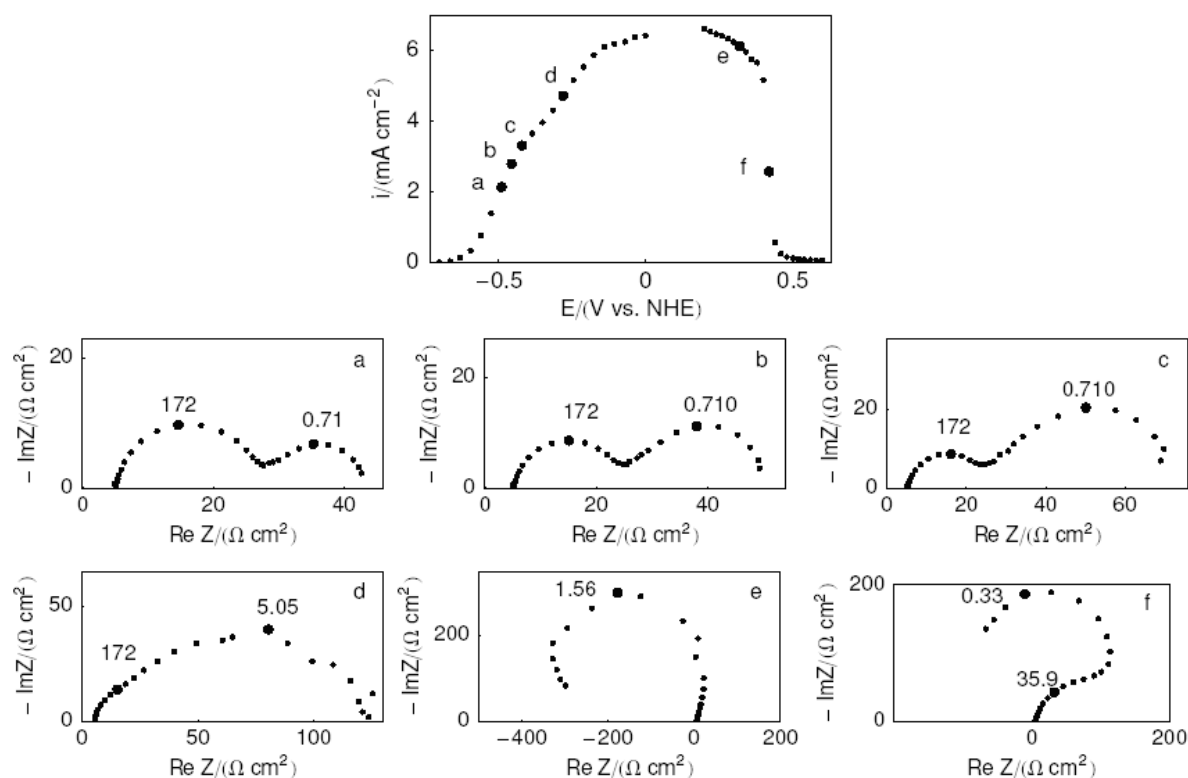 6
4
2
0
−0.5
0
0.5
i/(mA cm−2)
E/(V vs. NHE)
a
b
c
d
e
f
a
20
0
0
20
40
172
0.71
− ImZ/(Ω cm2)
Re Z/(Ω cm2)
b
20
0
0
20
40
60
172
0.710
− ImZ/(Ω cm2)
Re Z/(Ω cm2)
c
20
0
0
20
40
60
172
0.710
− ImZ/(Ω cm2)
Re Z/(Ω cm2)
d
50
0
0
50
100
172
5.05
− ImZ/(Ω cm2)
Re Z/(Ω cm2)
e
200
0
−400
−200
0
200
1.56
− ImZ/(Ω cm2)
Re Z/(Ω cm2)
f
200
100
0
0
200
0.33
35.9
− ImZ/(Ω cm2)
Re Z/(Ω cm2)